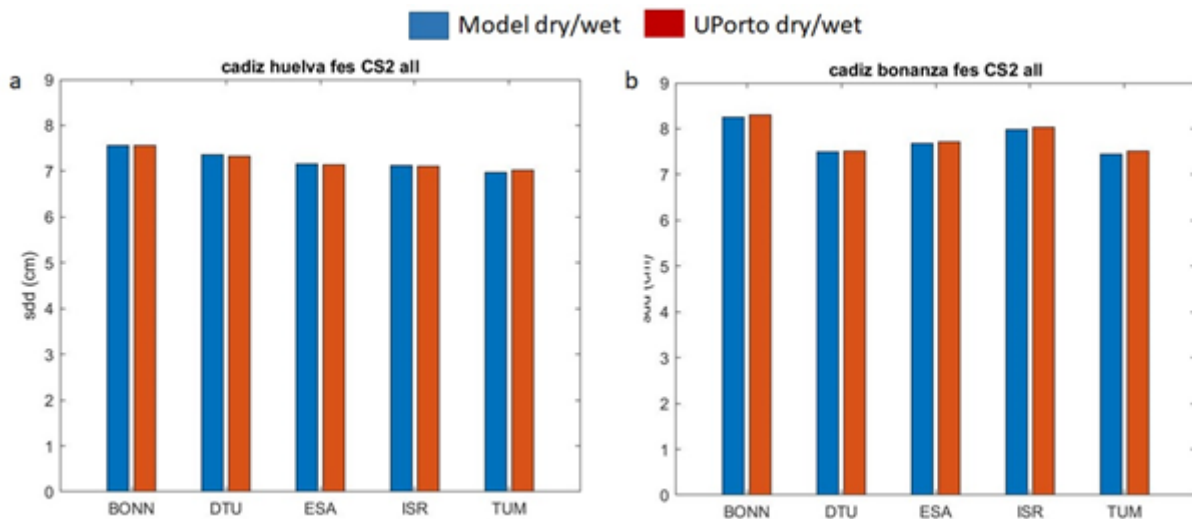 Model dry/wet UPorto dry/wet
a
cadiz huelva fes CS2 all
sdd (cm)
9
8
7
6
5
4
3
2
1
0
BONN DTU ESA ISR TUM
b
cadiz bonanza fes CS2 all
9
8
7
6
5
4
3
2
1
0
BONN DTU ESA ISR TUM